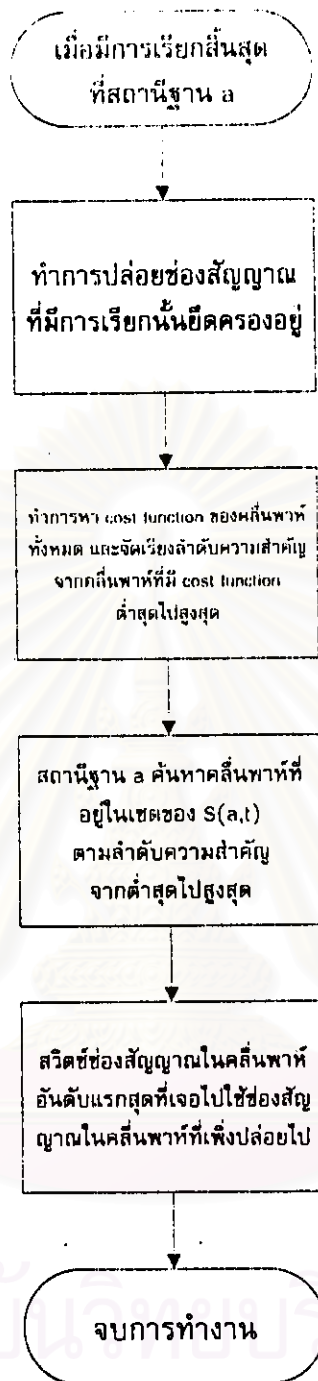 เมื่อมีการเรียกสิ้นสุด
ที่สถานีฐาน a
ทำการปล่อยช่องสัญญาณ
ที่มีการเรียกนั้นยึดครองอยู่
ทำการหา cost function ของคลื่นพาห์
ทั้งหมด และจัดเรียงลำดับความสำคัญ
จากคลื่นพาห์ที่มี cost function
ต่ำสุดไปสูงสุด
สถานีฐาน a ค้นหาคลื่นพาห์ที่
อยู่ในเซตของ S(a,t)
ตามลำดับความสำคัญ
จากต่ำสุดไปสูงสุด
สวิตช์ช่องสัญญาณในคลื่นพาห์
อันดับแรกสุดที่เจอไปใช้ช่องสัญ
ญาณในคลื่นพาห์ที่เพิ่งปล่อยไป
จบการทำงาน